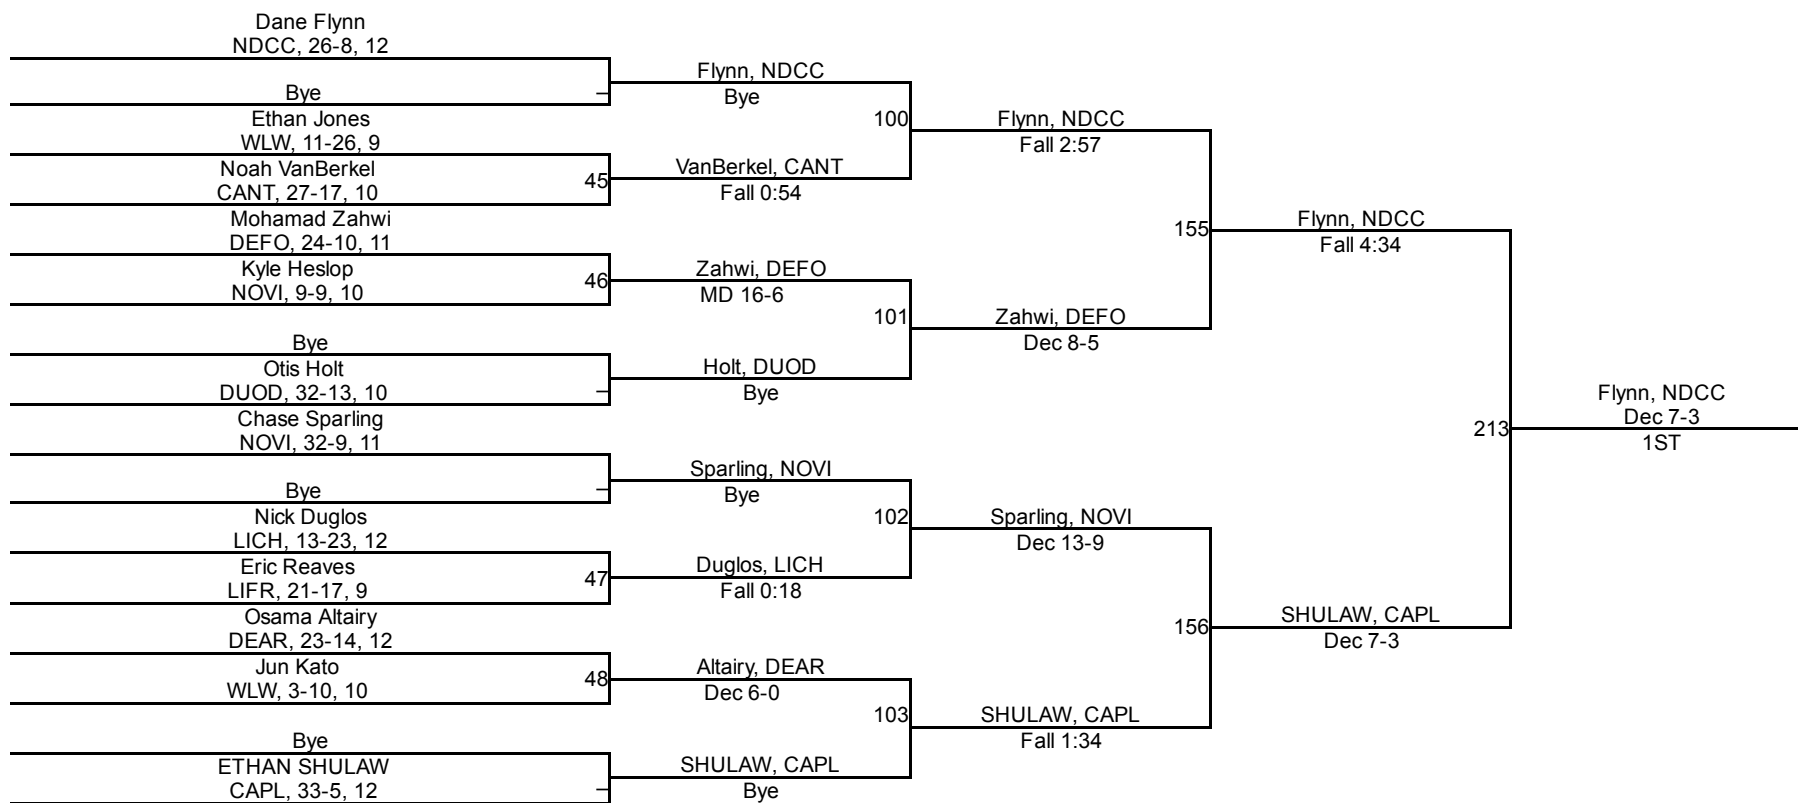 Dane Flynn
NDCC, 26-8, 12
Bye
Ethan Jones
WLW, 11-26, 9
Noah VanBerkel
CANT, 27-17, 10
45
Mohamad Zahwi
DEFO, 24-10, 11
Kyle Heslop
NOVI, 9-9, 10
46
Bye
Otis Holt
DUOD, 32-13, 10
Chase Sparling
NOVI, 32-9, 11
Bye
Nick Duglos
LICH, 13-23, 12
Eric Reaves
LIFR, 21-17, 9
47
Osama Altairy
DEAR, 23-14, 12
Jun Kato
WLW, 3-10, 10
48
Bye
ETHAN SHULAW
CAPL, 33-5, 12
Flynn, NDCC
Bye
100
VanBerkel, CANT
Fall 0:54
Zahwi, DEFO
MD 16-6
101
Holt, DUOD
Bye
Sparling, NOVI
Bye
102
Duglos, LICH
Fall 0:18
Altairy, DEAR
Dec 6-0
103
SHULAW, CAPL
Bye
Flynn, NDCC
Fall 2:57
155
Zahwi, DEFO
Dec 8-5
Sparling, NOVI
Dec 13-9
156
SHULAW, CAPL
Fall 1:34
Flynn, NDCC
Fall 4:34
213
SHULAW, CAPL
Dec 7-3
Flynn, NDCC
Dec 7-3
1ST